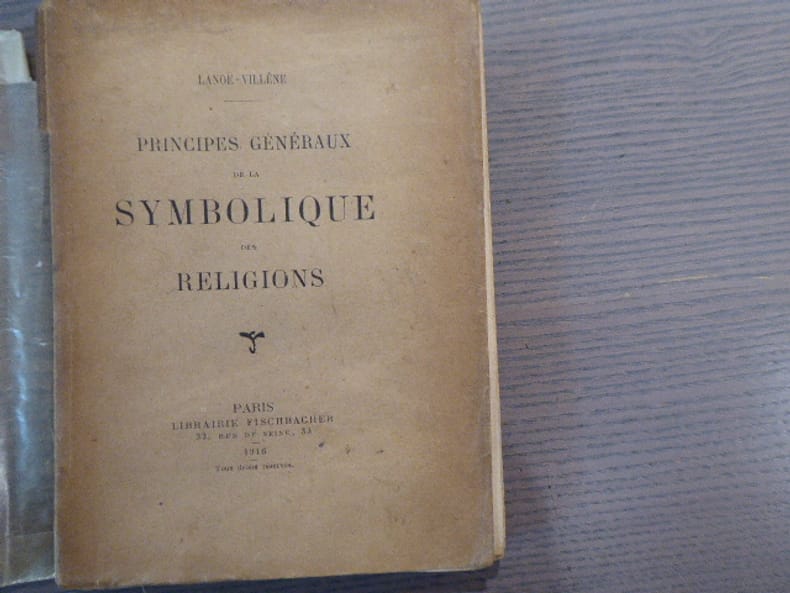 LANOE-VILLÈNE
PRINCIPES GÉNÉRAUX
DE LA
SYMBOLIQUE
DES
RELIGIONS
PARIS
LIBRAIRIE FISCHBACHER
33, RUE DE SEINE, 33
1916
Tous droits réservés.